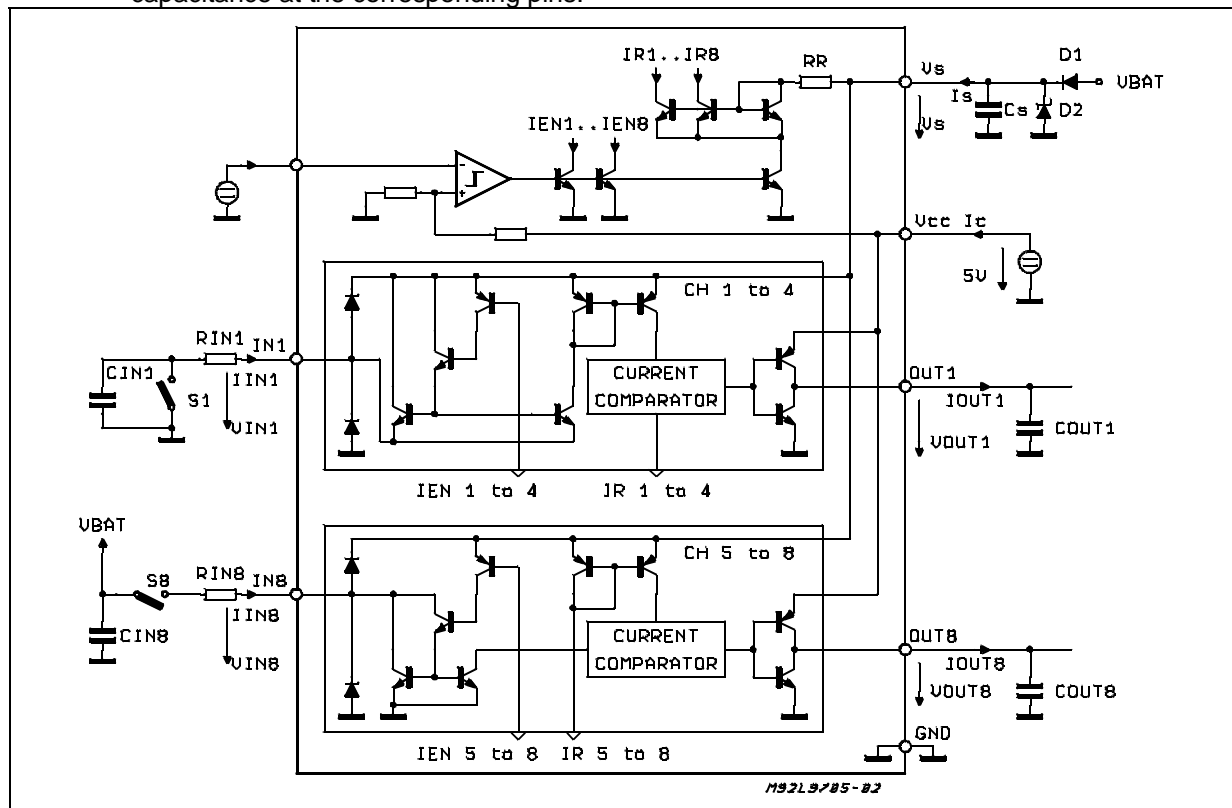 capacitance at the corresponding pins.
IR1..IR8
RR
Vs
D1
VBAT
Is
Cs
D2
Vs
IEN1..IEN8
-
+
Vcc Ic
5V
CH 1 to 4
RIN1
IN1
CIN1
S1
IIN1
VIN1
CURRENT
COMPARATOR
OUT1
IOUT1
VOUT1
COUT1
IEN 1 to 4
IR 1 to 4
VBAT
CH 5 to 8
S8
RIN8
IN8
CIN8
IIN8
VIN8
CURRENT
COMPARATOR
OUT8
IOUT8
VOUT8
COUT8
IEN 5 to 8
IR 5 to 8
GND
M92L9705-02